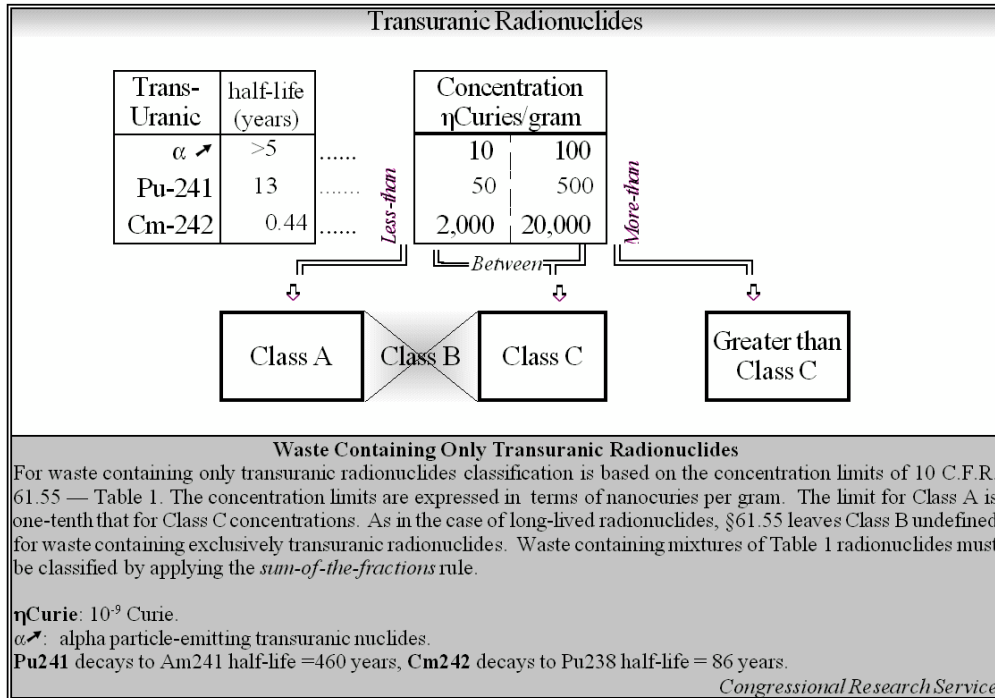 Transuranic Radionuclides
Trans-
Uranic
half-life
(years)
Concentration
ηCuries/gram
α ➚ >5 ...... 10 100
Pu-241 13 ....... 50 500
Cm-242 0.44 ...... 2,000 20,000
Less-than
More-than
Between
Class A
Class B
Class C
Greater than
Class C
Waste Containing Only Transuranic Radionuclides
For waste containing only transuranic radionuclides classification is based on the concentration limits of 10 C.F.R.
61.55 — Table 1. The concentration limits are expressed in terms of nanocuries per gram. The limit for Class A is
one-tenth that for Class C concentrations. As in the case of long-lived radionuclides, §61.55 leaves Class B undefined
for waste containing exclusively transuranic radionuclides. Waste containing mixtures of Table 1 radionuclides must
be classified by applying the sum-of-the-fractions rule.
ηCurie: 10⁻⁹ Curie.
α➚: alpha particle-emitting transuranic nuclides.
Pu241 decays to Am241 half-life =460 years, Cm242 decays to Pu238 half-life = 86 years.
Congressional Research Service